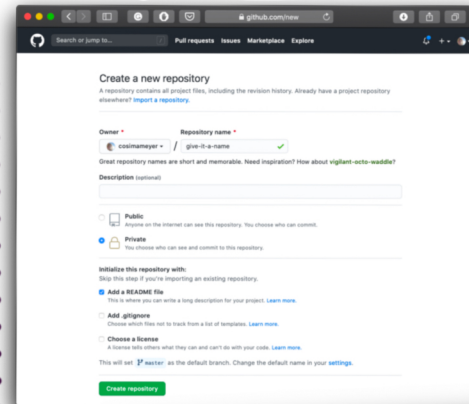 github.com/new
Search or jump to...
Pull requests Issues Marketplace Explore
Create a new repository
A repository contains all project files, including the revision history. Already have a project repository
elsewhere? Import a repository.
Owner * Repository name *
cosimameyer / give-it-a-name
Great repository names are short and memorable. Need inspiration? How about vigilant-octo-waddle?
Description (optional)
Public
Anyone on the internet can see this repository. You choose who can commit.
Private
You choose who can see and commit to this repository.
Initialize this repository with:
Skip this step if you're importing an existing repository.
Add a README file
This is where you can write a long description for your project. Learn more.
Add .gitignore
Choose which files not to track from a list of templates. Learn more.
Choose a license
A license tells others what they can and can't do with your code. Learn more.
This will set master as the default branch. Change the default name in your settings.
Create repository